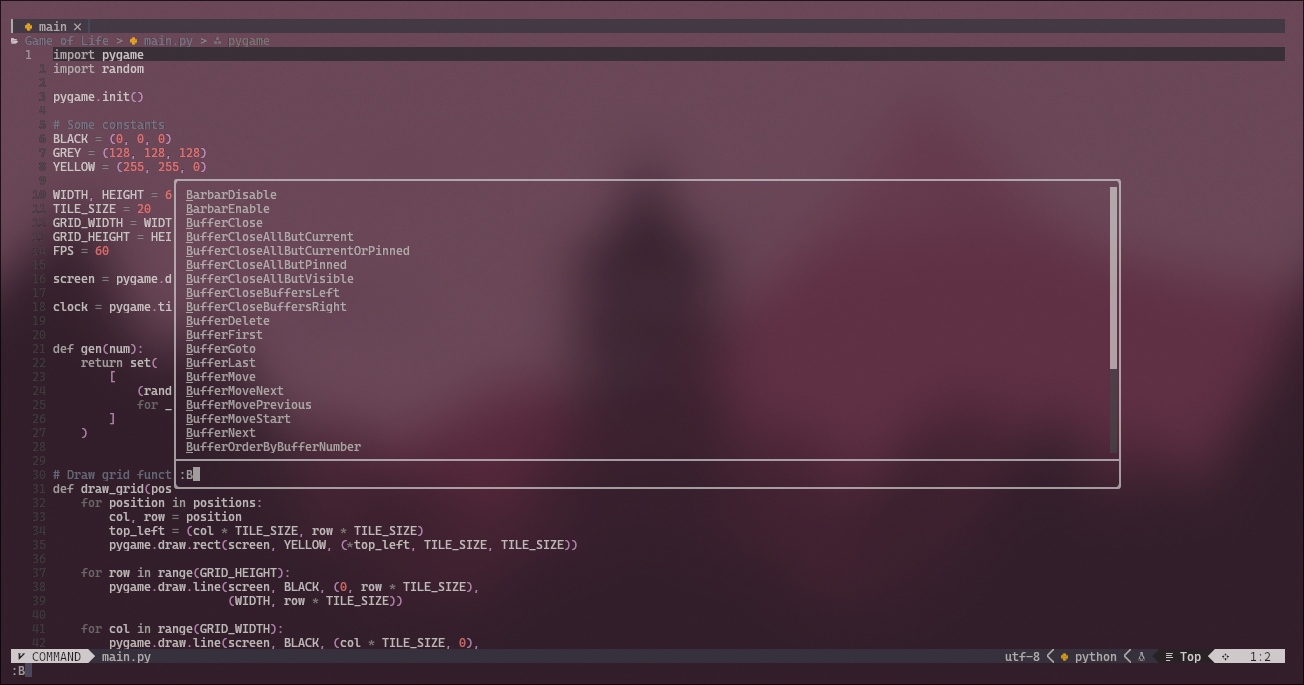 main ×
Game of Life > main.py > pygame
1 import pygame
1 import random
2
3 pygame.init()
4
5 # Some constants
6 BLACK = (0, 0, 0)
7 GREY = (128, 128, 128)
8 YELLOW = (255, 255, 0)
9
10 WIDTH, HEIGHT = 6
11 TILE_SIZE = 20
12 GRID_WIDTH = WIDT
13 GRID_HEIGHT = HEI
14 FPS = 60
15
16 screen = pygame.d
17
18 clock = pygame.ti
19
20
21 def gen(num):
22 return set(
23 [
24 (rand
25 for _
26 ]
27 )
28
29
30 # Draw grid funct
31 def draw_grid(pos
32 for position in positions:
33 col, row = position
34 top_left = (col * TILE_SIZE, row * TILE_SIZE)
35 pygame.draw.rect(screen, YELLOW, (*top_left, TILE_SIZE, TILE_SIZE))
36
37 for row in range(GRID_HEIGHT):
38 pygame.draw.line(screen, BLACK, (0, row * TILE_SIZE),
39 (WIDTH, row * TILE_SIZE))
40
41 for col in range(GRID_WIDTH):
42 pygame.draw.line(screen, BLACK, (col * TILE_SIZE, 0),
BarbarDisable
BarbarEnable
BufferClose
BufferCloseAllButCurrent
BufferCloseAllButCurrentOrPinned
BufferCloseAllButPinned
BufferCloseAllButVisible
BufferCloseBuffersLeft
BufferCloseBuffersRight
BufferDelete
BufferFirst
BufferGoto
BufferLast
BufferMove
BufferMoveNext
BufferMovePrevious
BufferMoveStart
BufferNext
BufferOrderByBufferNumber
:B
COMMAND main.py utf-8 python Top 1:2
:B